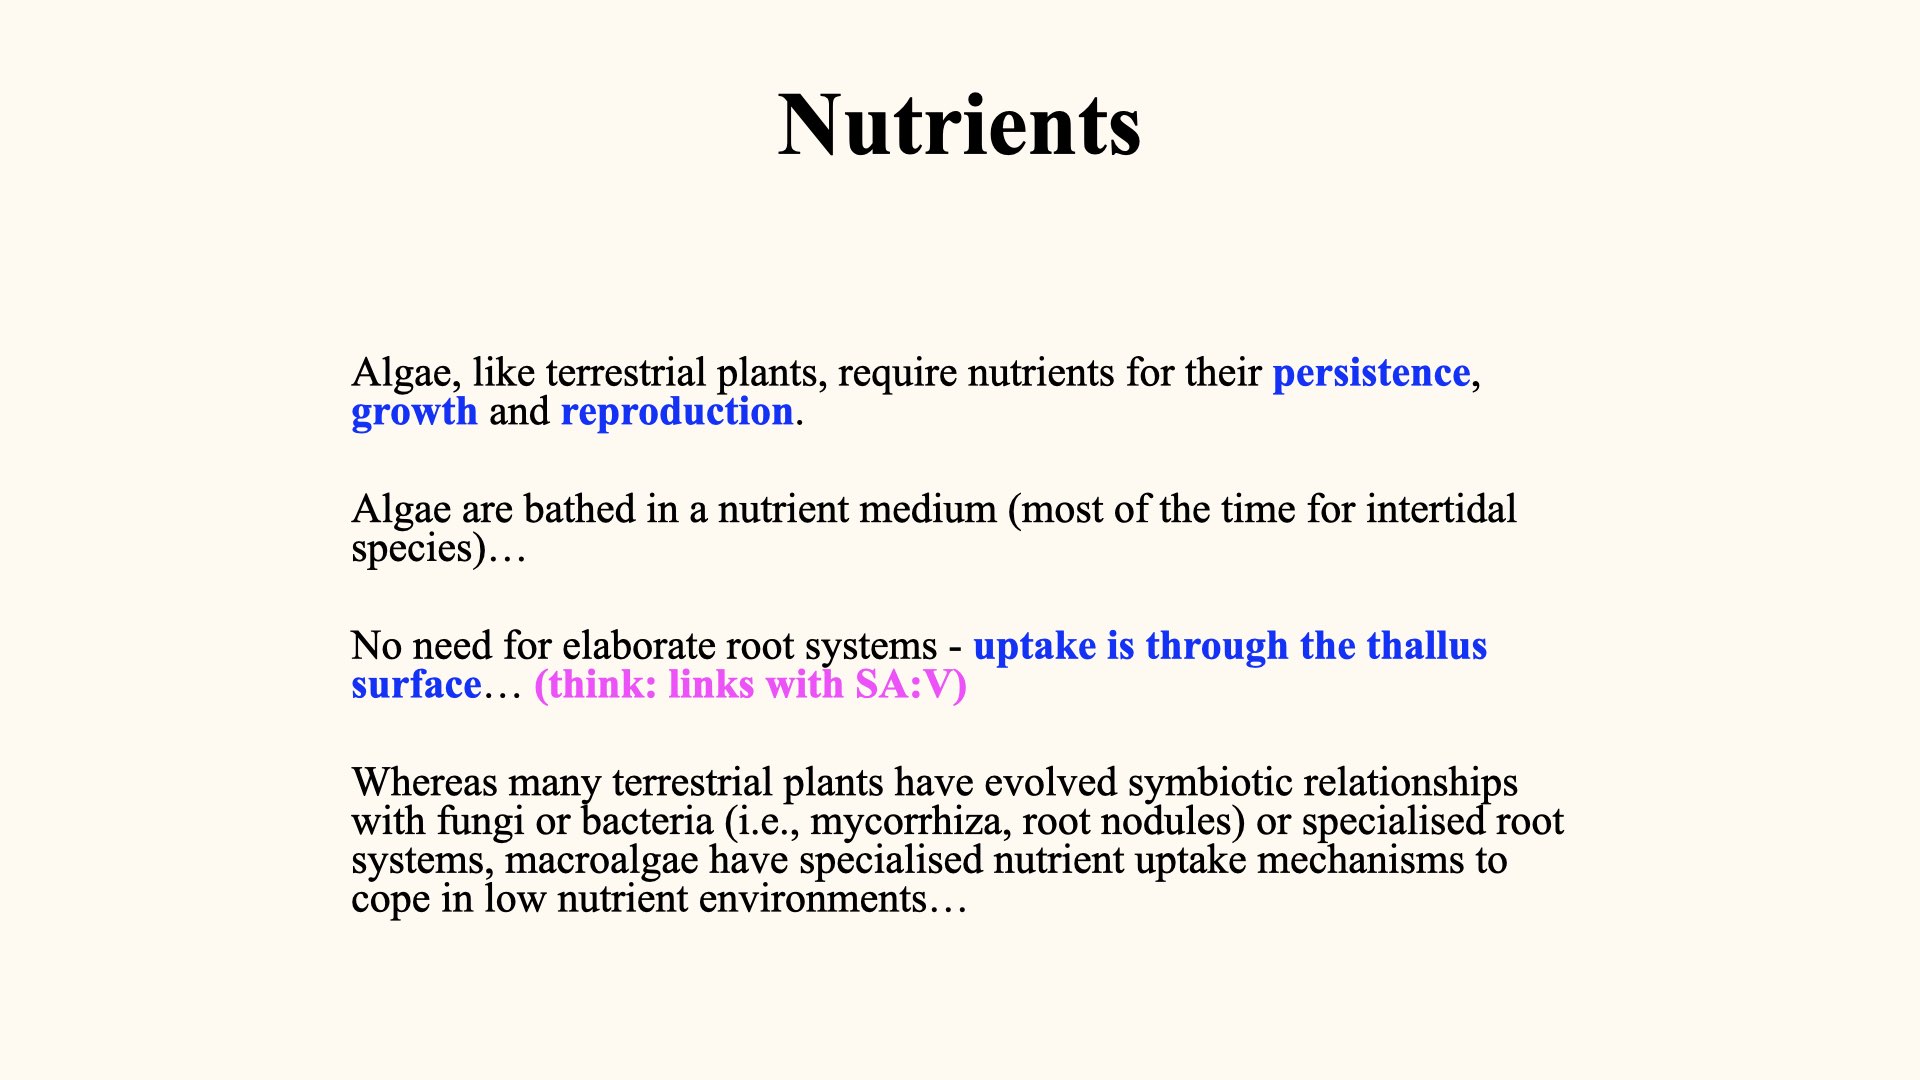 Nutrients
Algae, like terrestrial plants, require nutrients for their persistence,
growth and reproduction.
Algae are bathed in a nutrient medium (most of the time for intertidal
species)…
No need for elaborate root systems - uptake is through the thallus
surface… (think: links with SA:V)
Whereas many terrestrial plants have evolved symbiotic relationships
with fungi or bacteria (i.e., mycorrhiza, root nodules) or specialised root
systems, macroalgae have specialised nutrient uptake mechanisms to
cope in low nutrient environments…